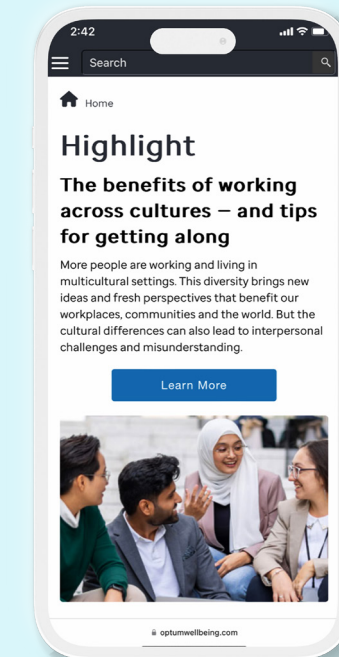 2:42
Search
Home
Highlight
The benefits of working
across cultures – and tips
for getting along
More people are working and living in
multicultural settings. This diversity brings new
ideas and fresh perspectives that benefit our
workplaces, communities and the world. But the
cultural differences can also lead to interpersonal
challenges and misunderstanding.
Learn More
optumwellbeing.com